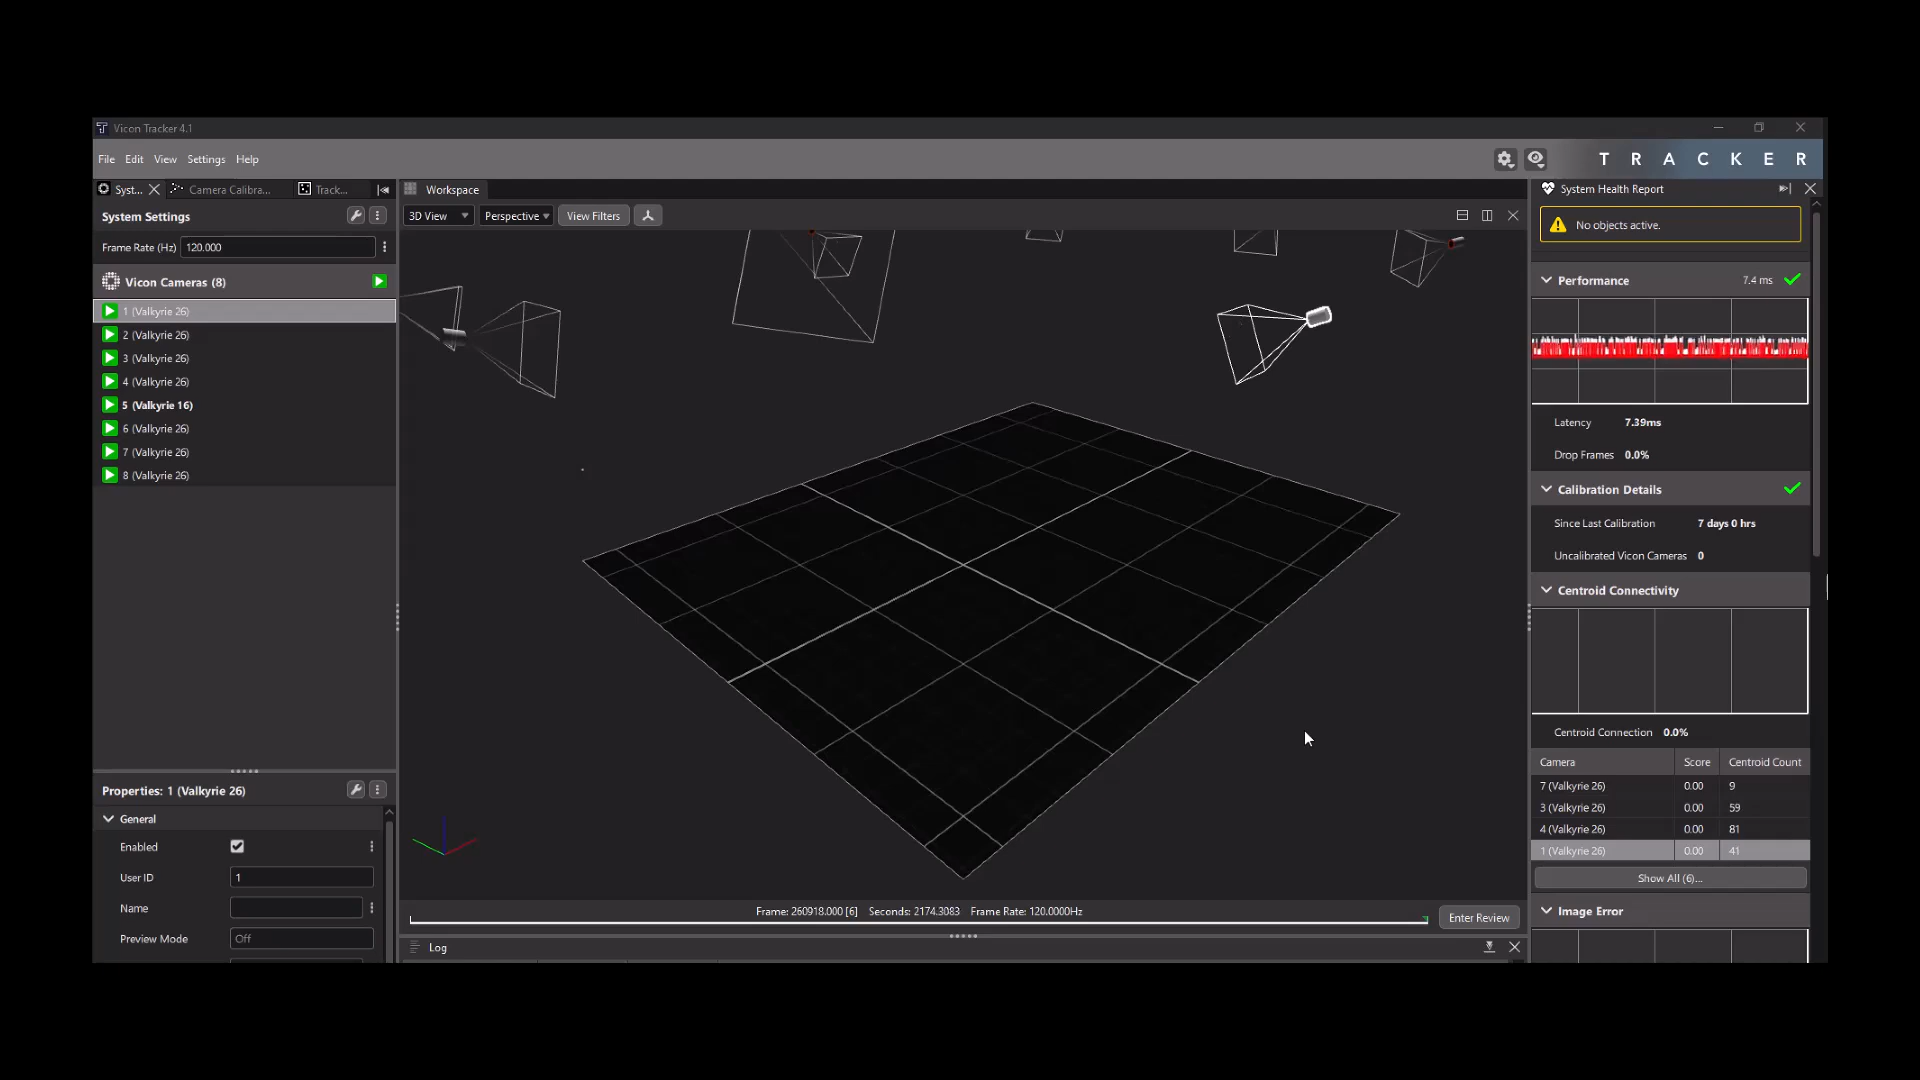 Vicon Tracker 4.1
File Edit View Settings Help
TRACKER
Syst...
Camera Calibra...
Track...
System Settings
Frame Rate (Hz) 120.000
Vicon Cameras (8)
1 (Valkyrie 26)
2 (Valkyrie 26)
3 (Valkyrie 26)
4 (Valkyrie 26)
5 (Valkyrie 16)
6 (Valkyrie 26)
7 (Valkyrie 26)
8 (Valkyrie 26)
Properties: 1 (Valkyrie 26)
General
Enabled
User ID 1
Name
Preview Mode Off
Workspace
3D View Perspective View Filters
Frame: 260918.000 [6] Seconds: 2174.3083 Frame Rate: 120.0000Hz
Enter Review
Log
System Health Report
No objects active.
Performance 7.4 ms
Latency 7.39ms
Drop Frames 0.0%
Calibration Details
Since Last Calibration 7 days 0 hrs
Uncalibrated Vicon Cameras 0
Centroid Connectivity
Centroid Connection 0.0%
Camera Score Centroid Count
7 (Valkyrie 26) 0.00 9
3 (Valkyrie 26) 0.00 59
4 (Valkyrie 26) 0.00 81
1 (Valkyrie 26) 0.00 41
Show All (6)...
Image Error